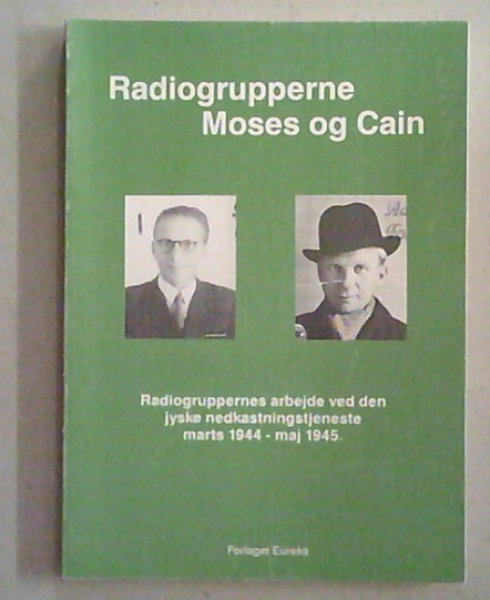 Radiogrupperne
Moses og Cain
Radiogruppernes arbejde ved den
jyske nedkastningstjeneste
marts 1944 - maj 1945.
Forlaget Eureka